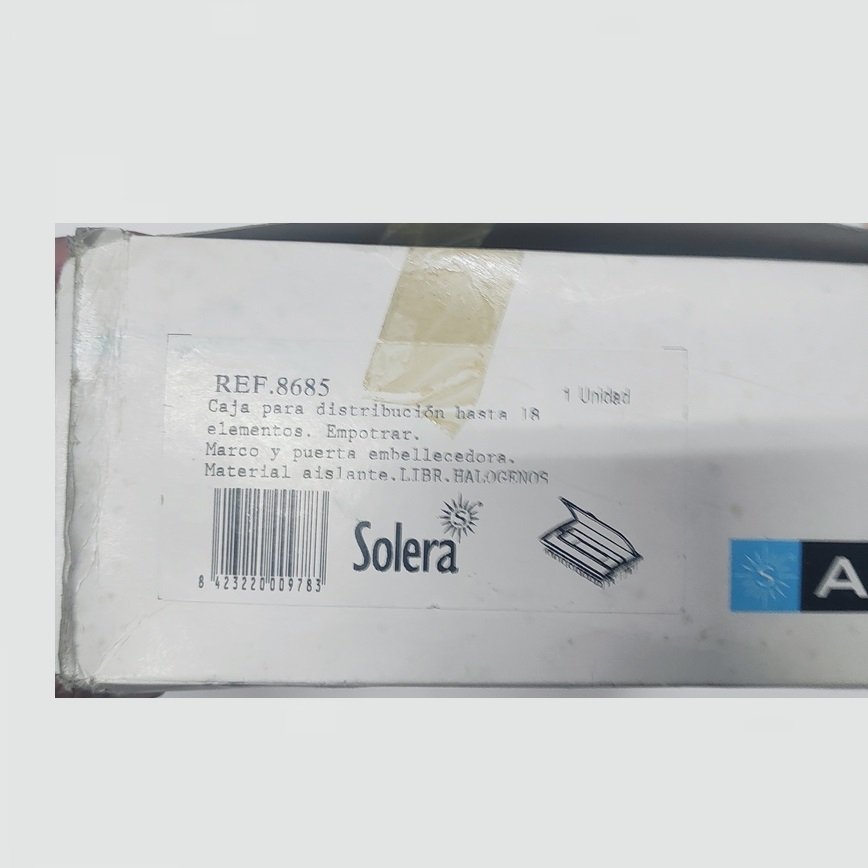 REF.8685
1 Unidad
Caja para distribución hasta 18
elementos. Empotrar.
Marco y puerta embellecedora.
Material aislante.LIBR.HALOGENOS
8 423220 009783
Solera
S
S
A